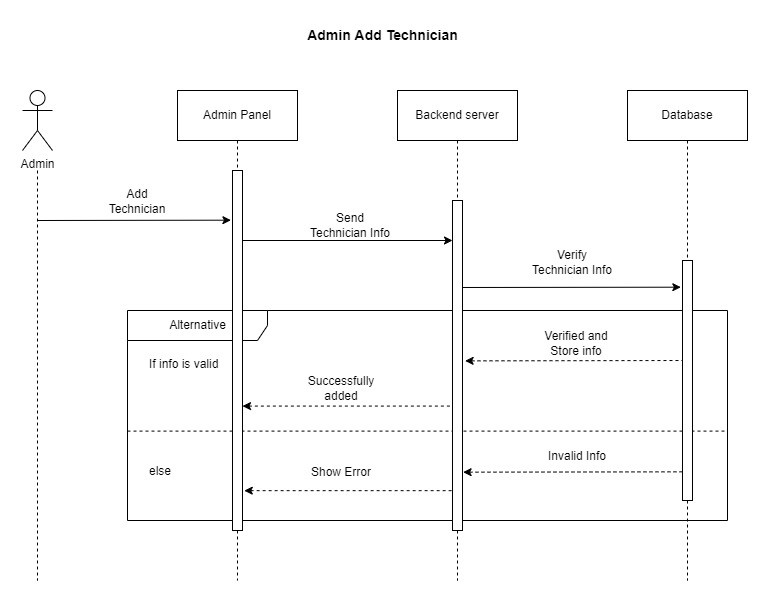 Admin Add Technician
Admin Panel
Backend server
Database
Admin
Add
Technician
Send
Technician Info
Verify
Technician Info
Alternative
Verified and
Store info
If info is valid
Successfully
added
Invalid Info
else
Show Error